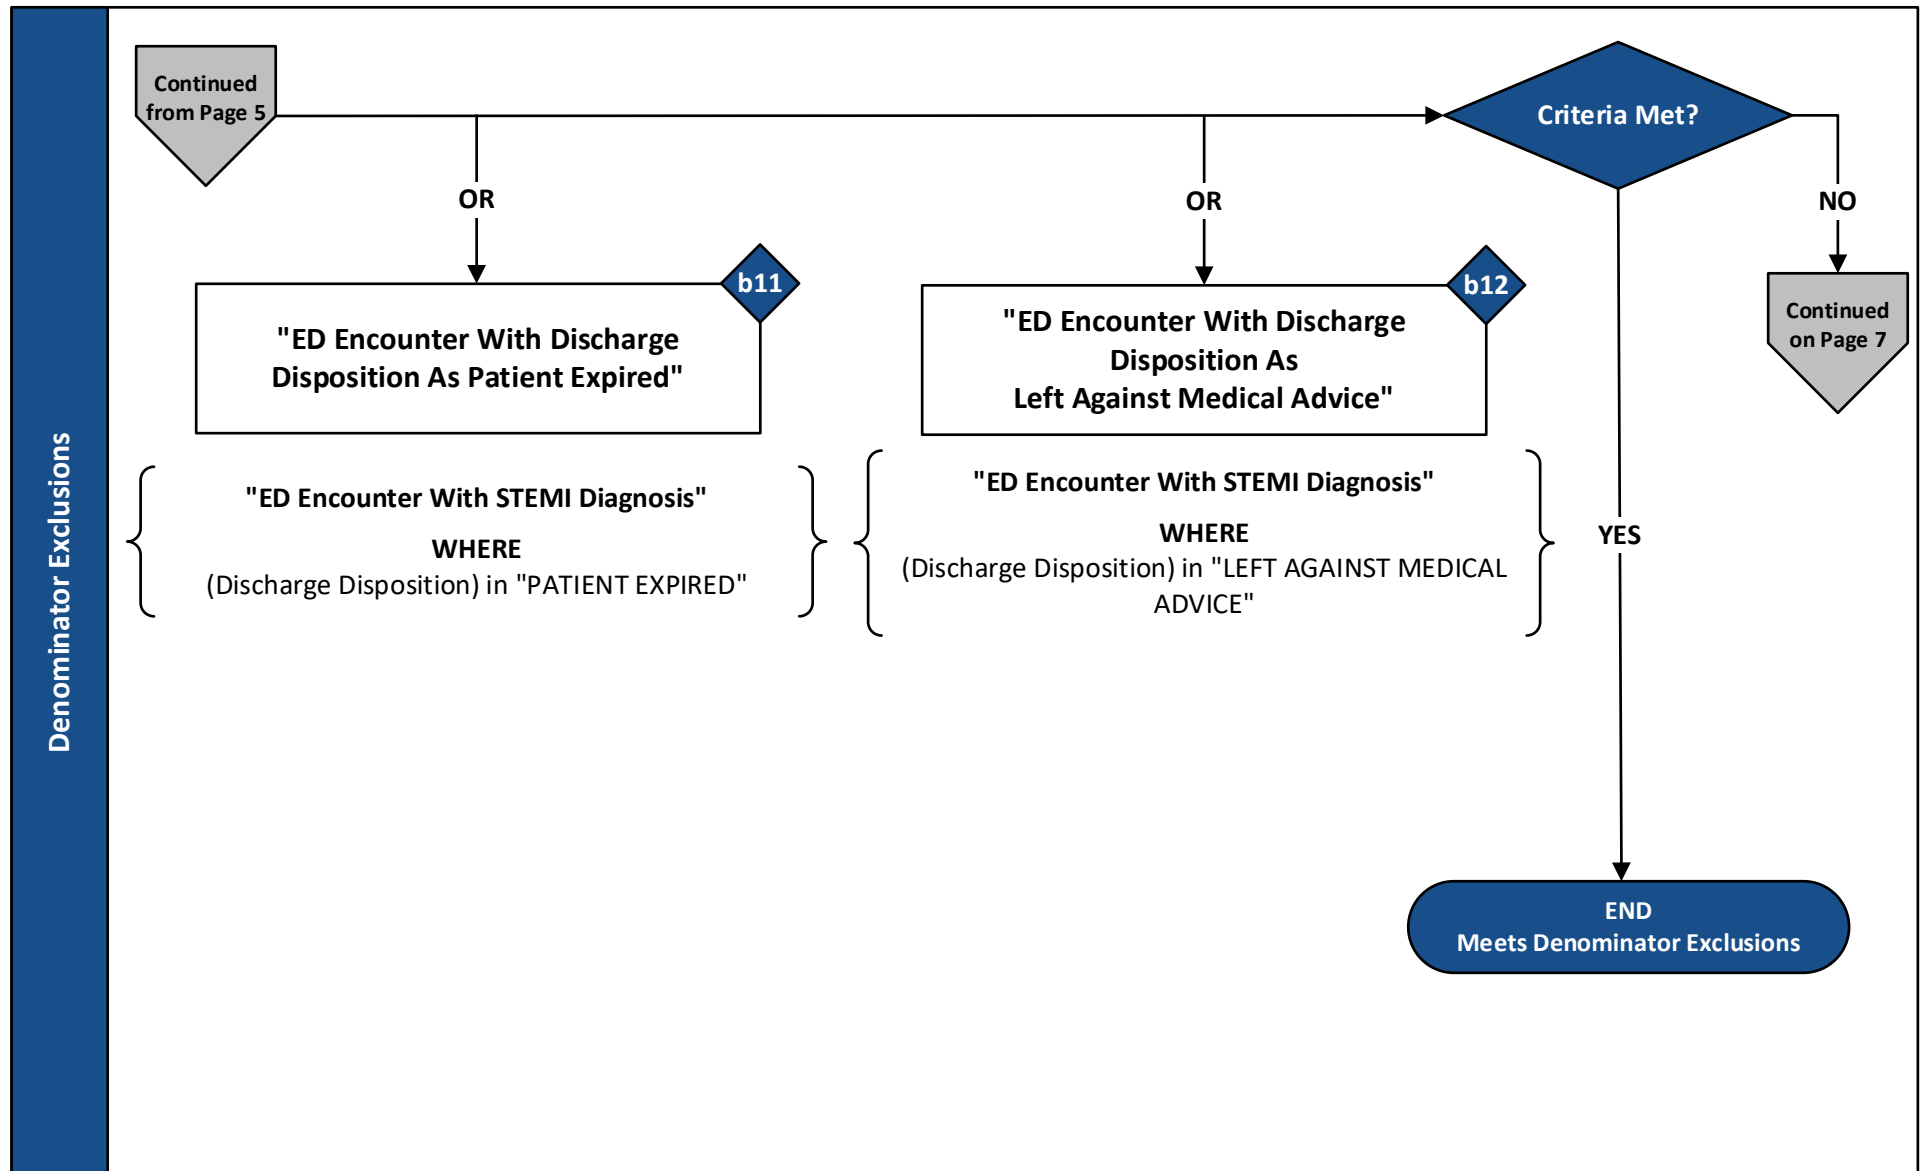 Denominator Exclusions
Continued
from Page 5
Criteria Met?
OR
OR
NO
b11
"ED Encounter With Discharge
Disposition As Patient Expired"
b12
"ED Encounter With Discharge
Disposition As
Left Against Medical Advice"
Continued
on Page 7
"ED Encounter With STEMI Diagnosis"
WHERE
(Discharge Disposition) in "PATIENT EXPIRED"
"ED Encounter With STEMI Diagnosis"
WHERE
(Discharge Disposition) in "LEFT AGAINST MEDICAL
ADVICE"
YES
END
Meets Denominator Exclusions